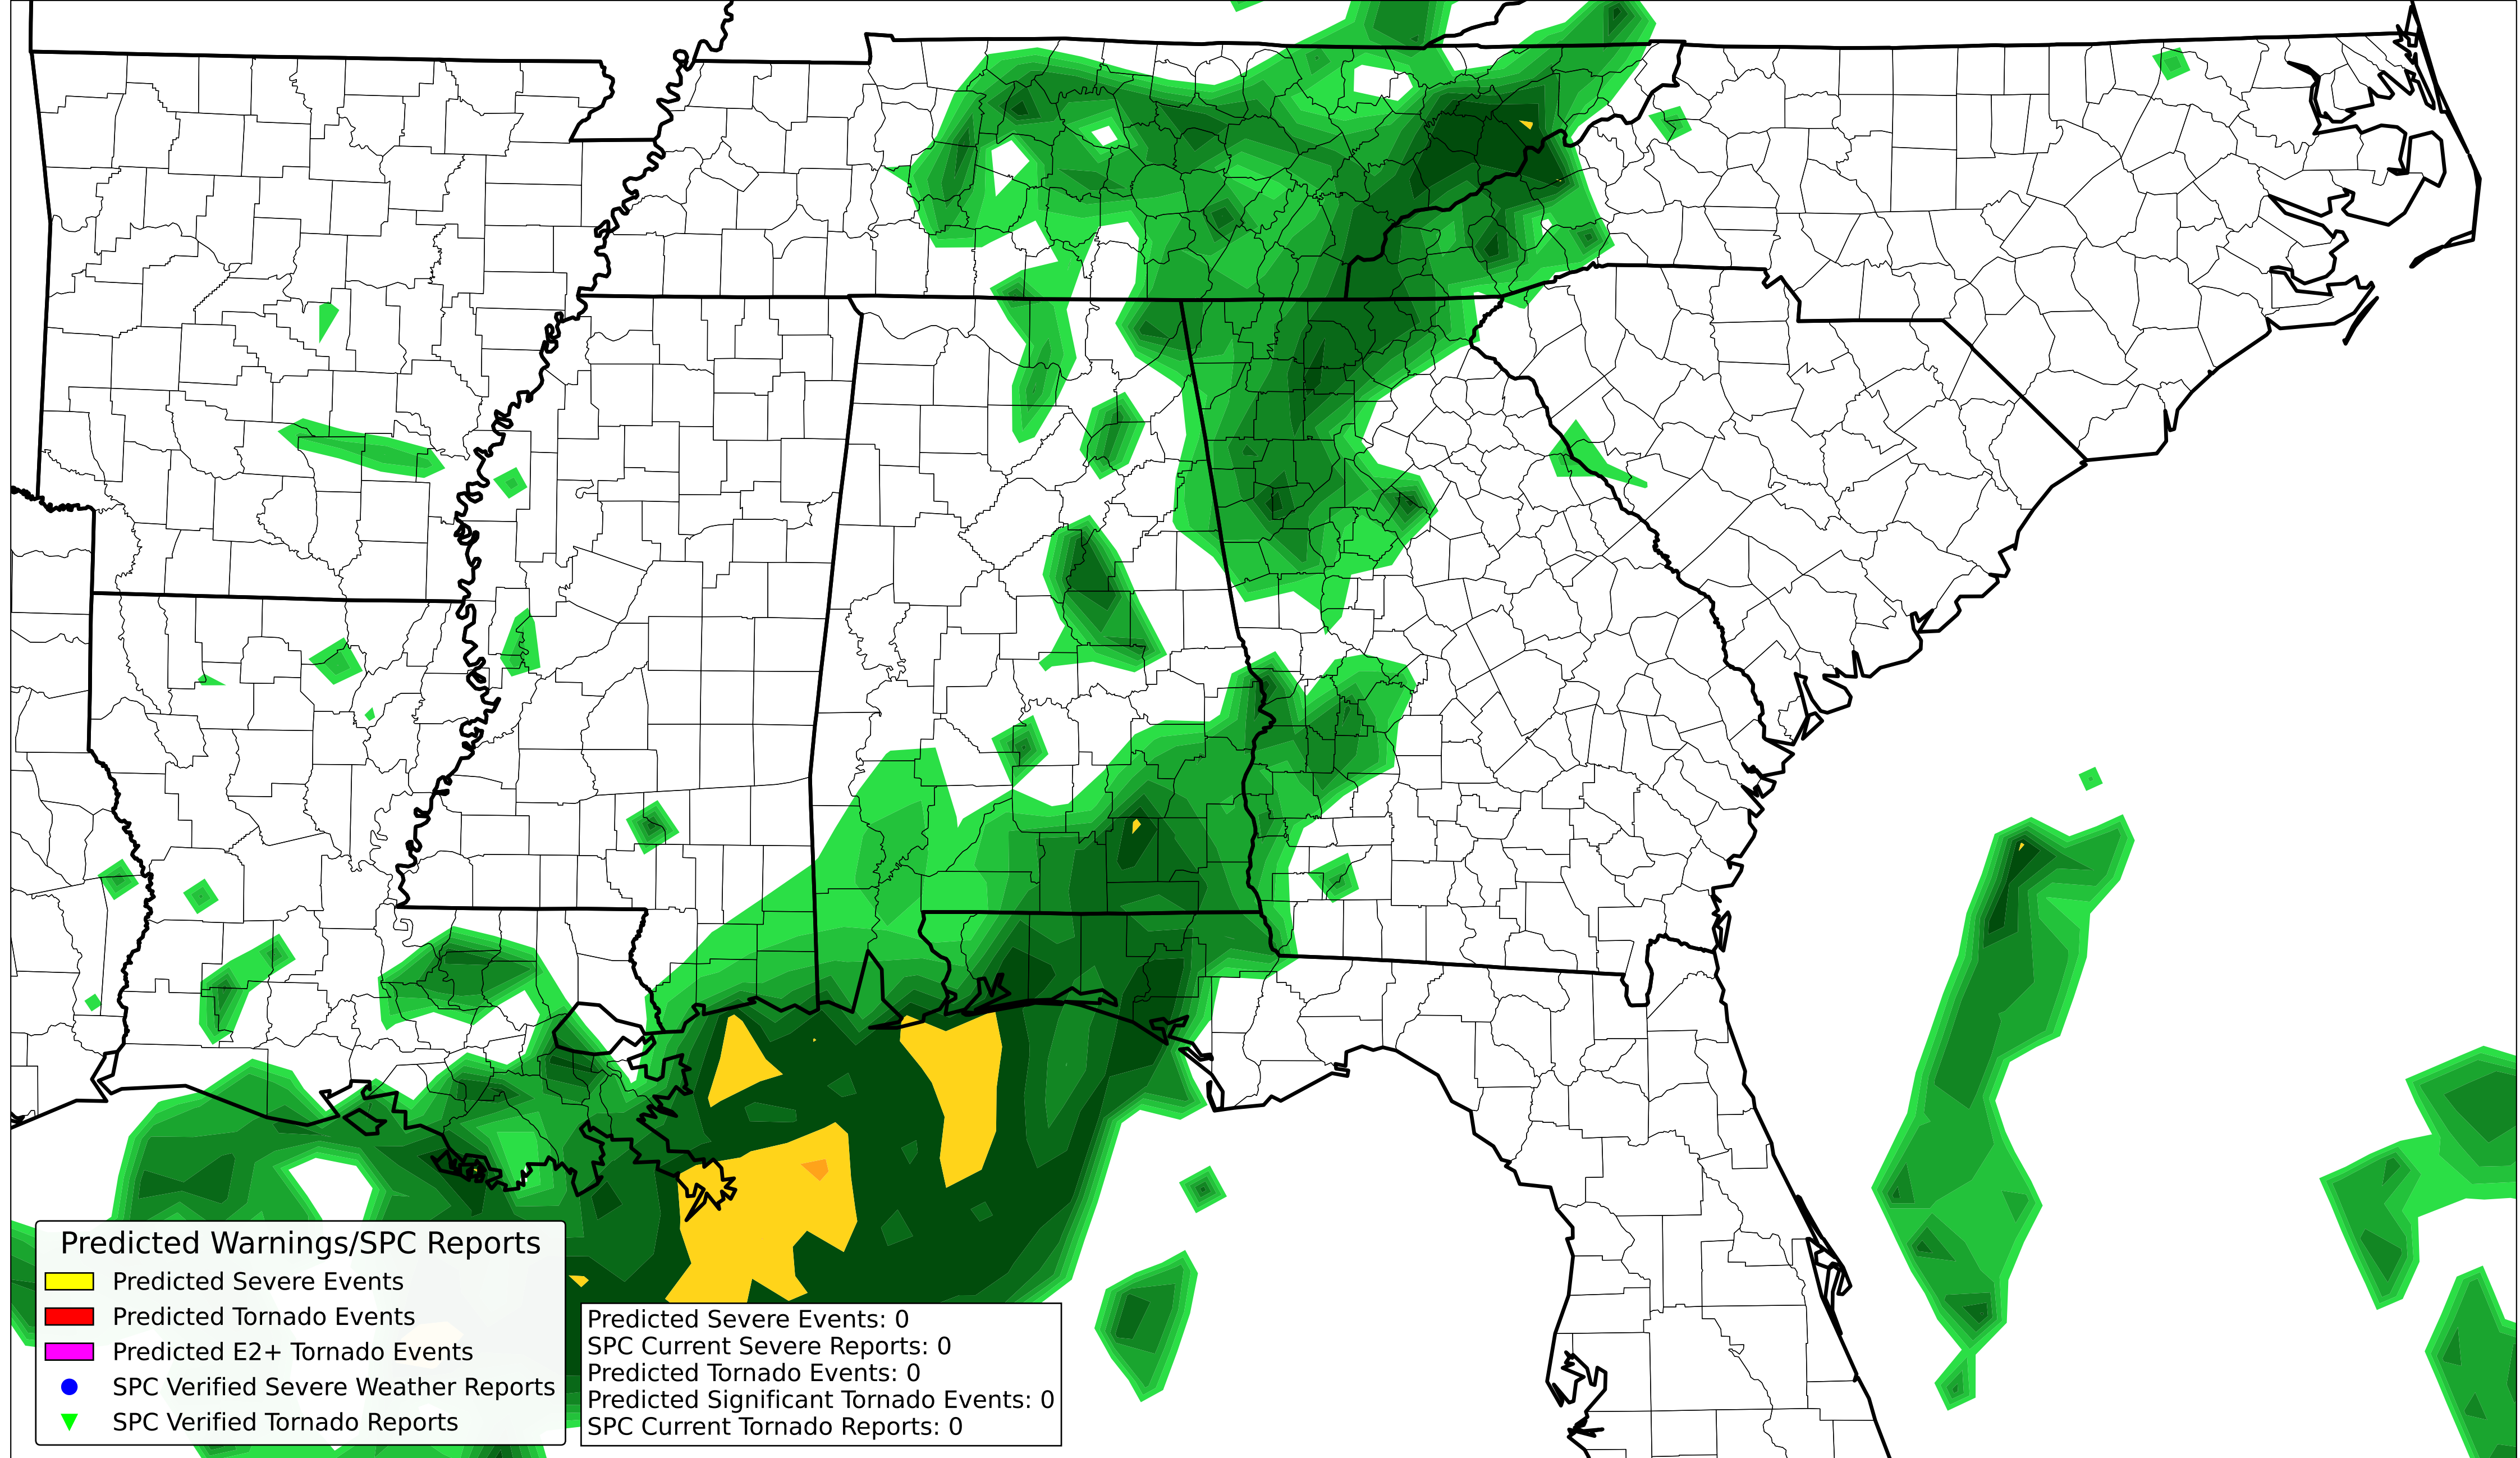 Predicted Warnings/SPC Reports
Predicted Severe Events
Predicted Tornado Events
Predicted E2+ Tornado Events
SPC Verified Severe Weather Reports
SPC Verified Tornado Reports
Predicted Severe Events: 0
SPC Current Severe Reports: 0
Predicted Tornado Events: 0
Predicted Significant Tornado Events: 0
SPC Current Tornado Reports: 0